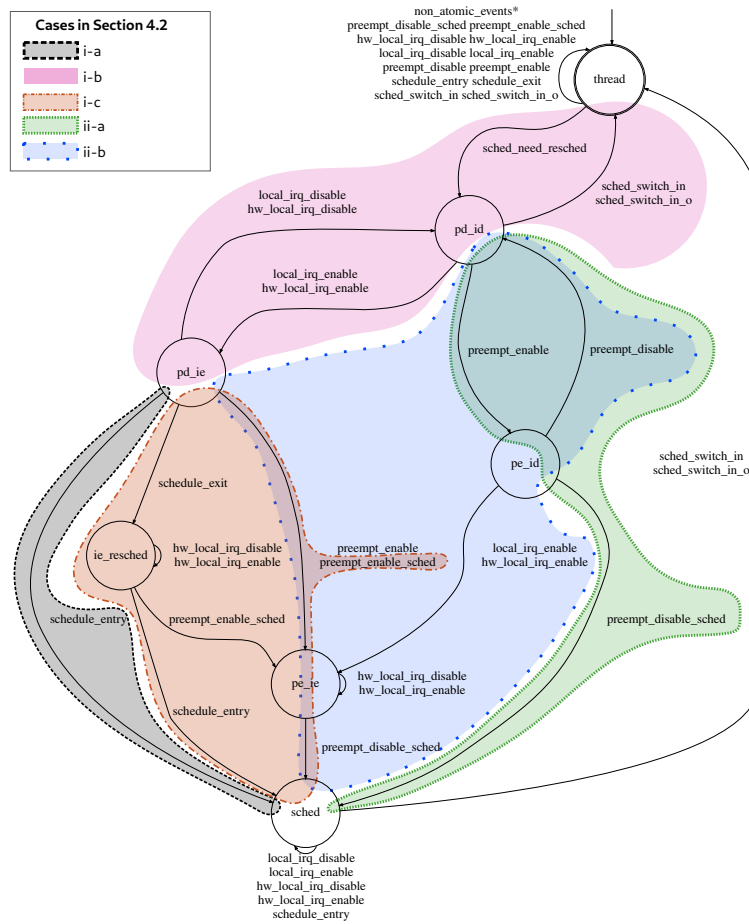 Cases in Section 4.2
i-a
i-b
i-c
ii-a
ii-b
non_atomic_events*
preempt_disable_sched preempt_enable_sched
hw_local_irq_disable hw_local_irq_enable
local_irq_disable local_irq_enable
preempt_disable preempt_enable
schedule_entry schedule_exit
sched_switch_in sched_switch_in_o
thread
sched_need_resched
sched_switch_in
sched_switch_in_o
local_irq_disable
hw_local_irq_disable
pd_id
local_irq_enable
hw_local_irq_enable
preempt_enable
preempt_disable
pd_ie
sched_switch_in
sched_switch_in_o
pe_id
schedule_exit
ie_resched
hw_local_irq_disable
hw_local_irq_enable
preempt_enable
preempt_enable_sched
local_irq_enable
hw_local_irq_enable
schedule_entry
preempt_enable_sched
preempt_disable_sched
pe_ie
hw_local_irq_disable
hw_local_irq_enable
schedule_entry
preempt_disable_sched
sched
local_irq_disable
local_irq_enable
hw_local_irq_disable
hw_local_irq_enable
schedule_entry